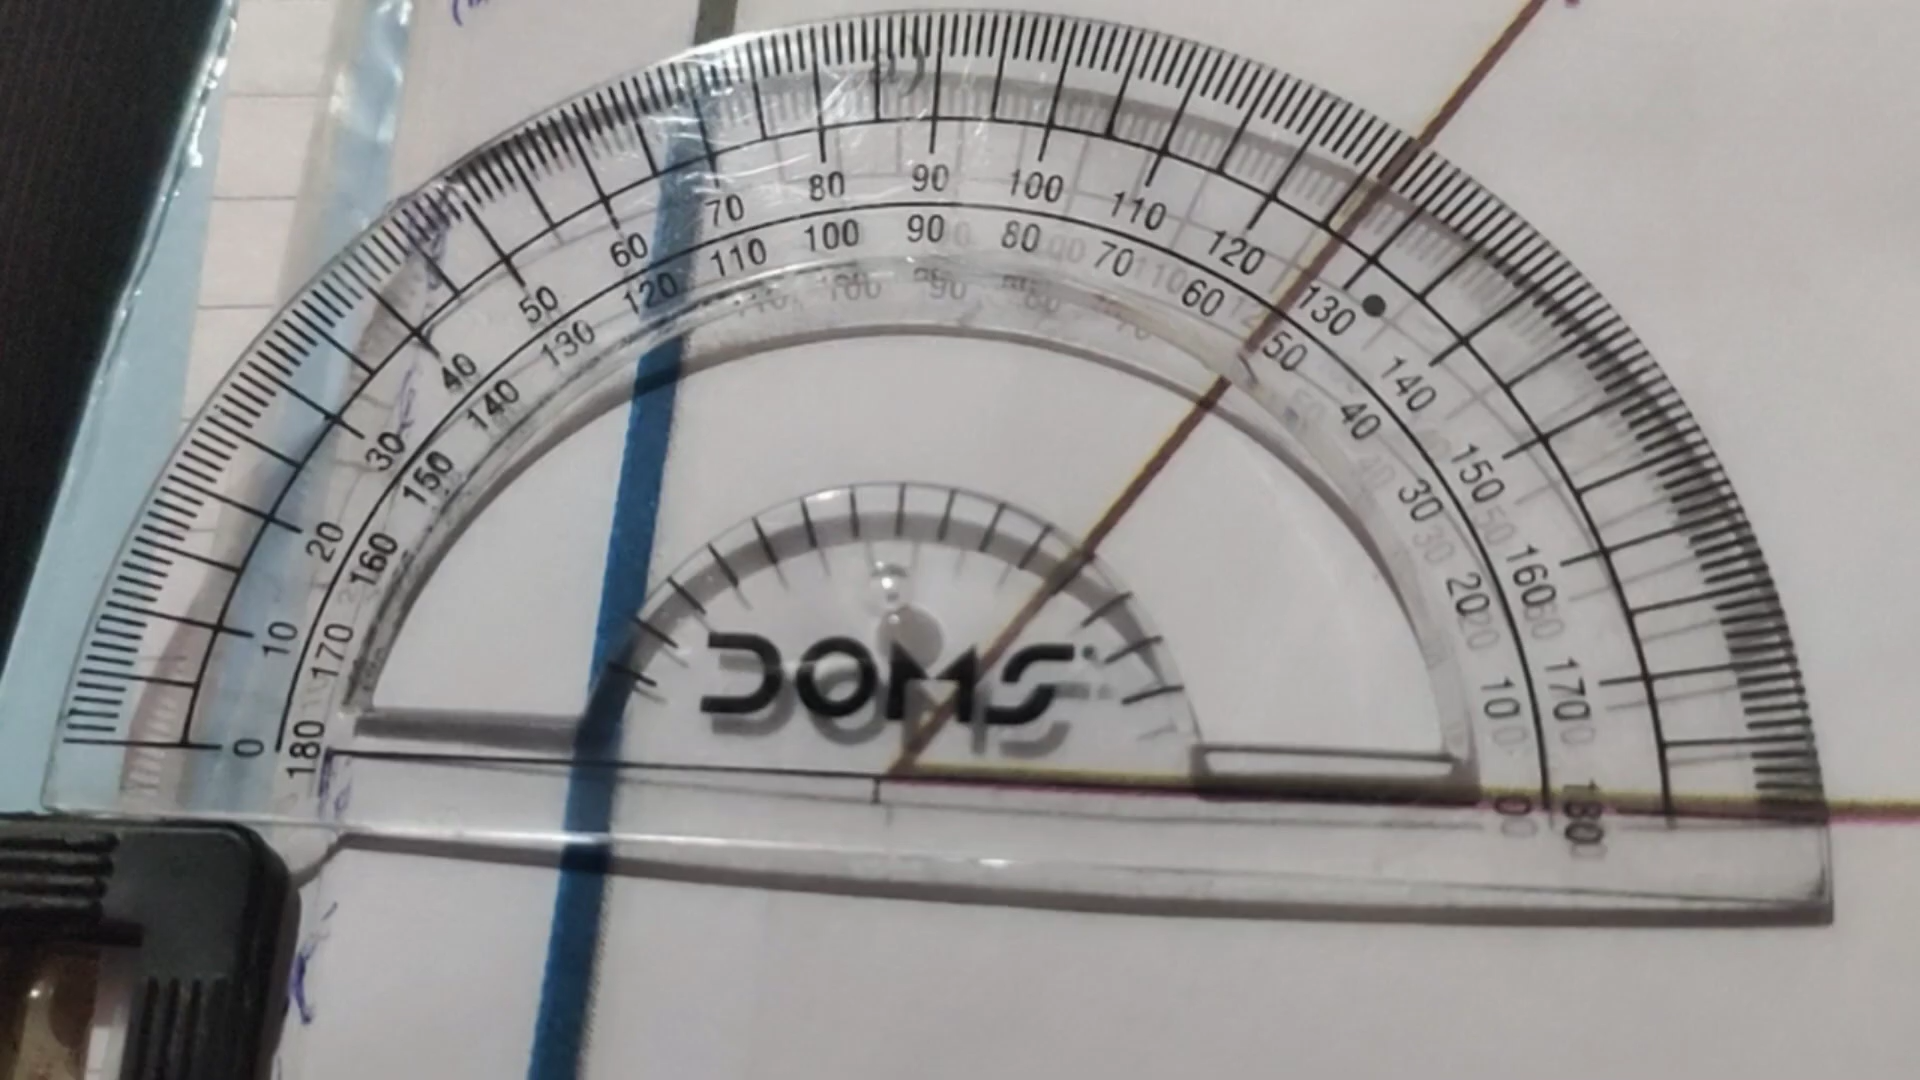 a)
0 10 20 30 40 50 60 70 80 90 100 110 120 130 140 150 160 170 180
180 170 160 150 140 130 120 110 100 90 80 70 60 50 40 30 20 10 0
DOMS